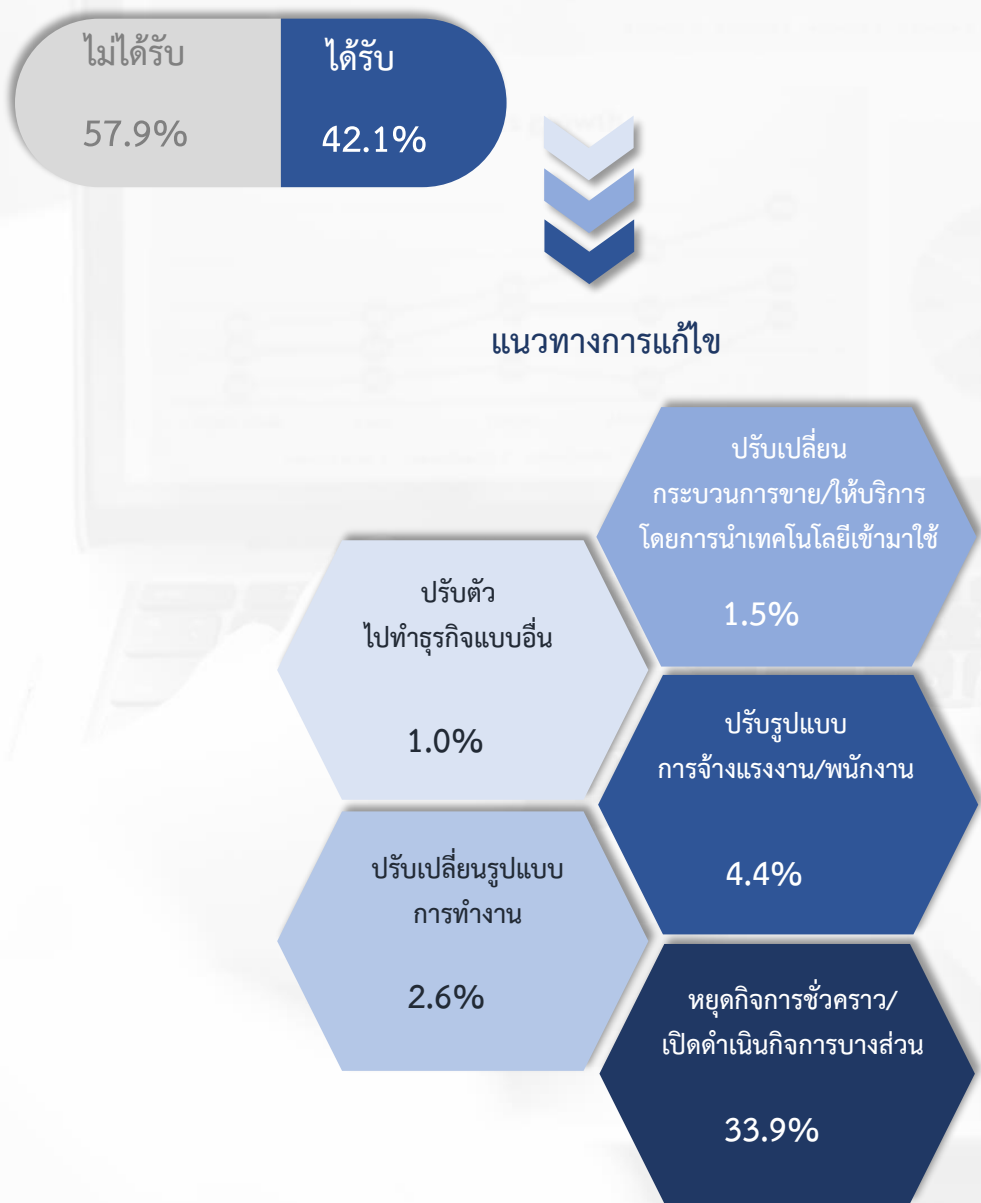 ไม่ได้รับ
57.9%
ได้รับ
42.1%
แนวทางการแก้ไข
ปรับเปลี่ยน
กระบวนการขาย/ให้บริการ
โดยการนำเทคโนโลยีเข้ามาใช้
1.5%
ปรับตัว
ไปทำธุรกิจแบบอื่น
1.0%
ปรับรูปแบบ
การจ้างแรงงาน/พนักงาน
4.4%
ปรับเปลี่ยนรูปแบบ
การทำงาน
2.6%
หยุดกิจการชั่วคราว/
เปิดดำเนินกิจการบางส่วน
33.9%